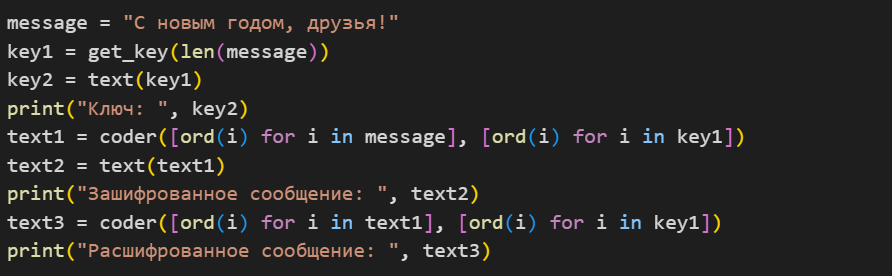 message = "С новым годом, друзья!"
key1 = get_key(len(message))
key2 = text(key1)
print("Ключ: ", key2)
text1 = coder([ord(i) for i in message], [ord(i) for i in key1])
text2 = text(text1)
print("Зашифрованное сообщение: ", text2)
text3 = coder([ord(i) for i in text1], [ord(i) for i in key1])
print("Расшифрованное сообщение: ", text3)